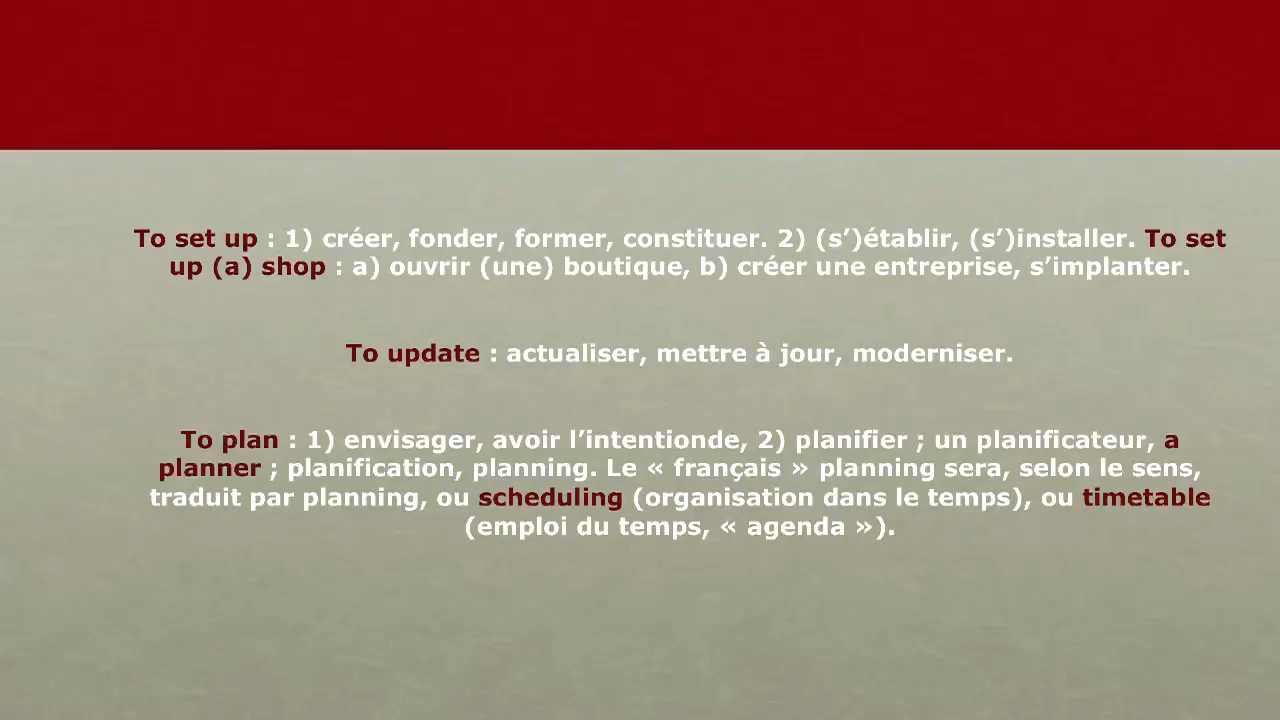 To set up : 1) créer, fonder, former, constituer. 2) (s’)établir, (s’)installer. To set
up (a) shop : a) ouvrir (une) boutique, b) créer une entreprise, s’implanter.
To update : actualiser, mettre à jour, moderniser.
To plan : 1) envisager, avoir l’intentionde, 2) planifier ; un planificateur, a
planner ; planification, planning. Le « français » planning sera, selon le sens,
traduit par planning, ou scheduling (organisation dans le temps), ou timetable
(emploi du temps, « agenda »).